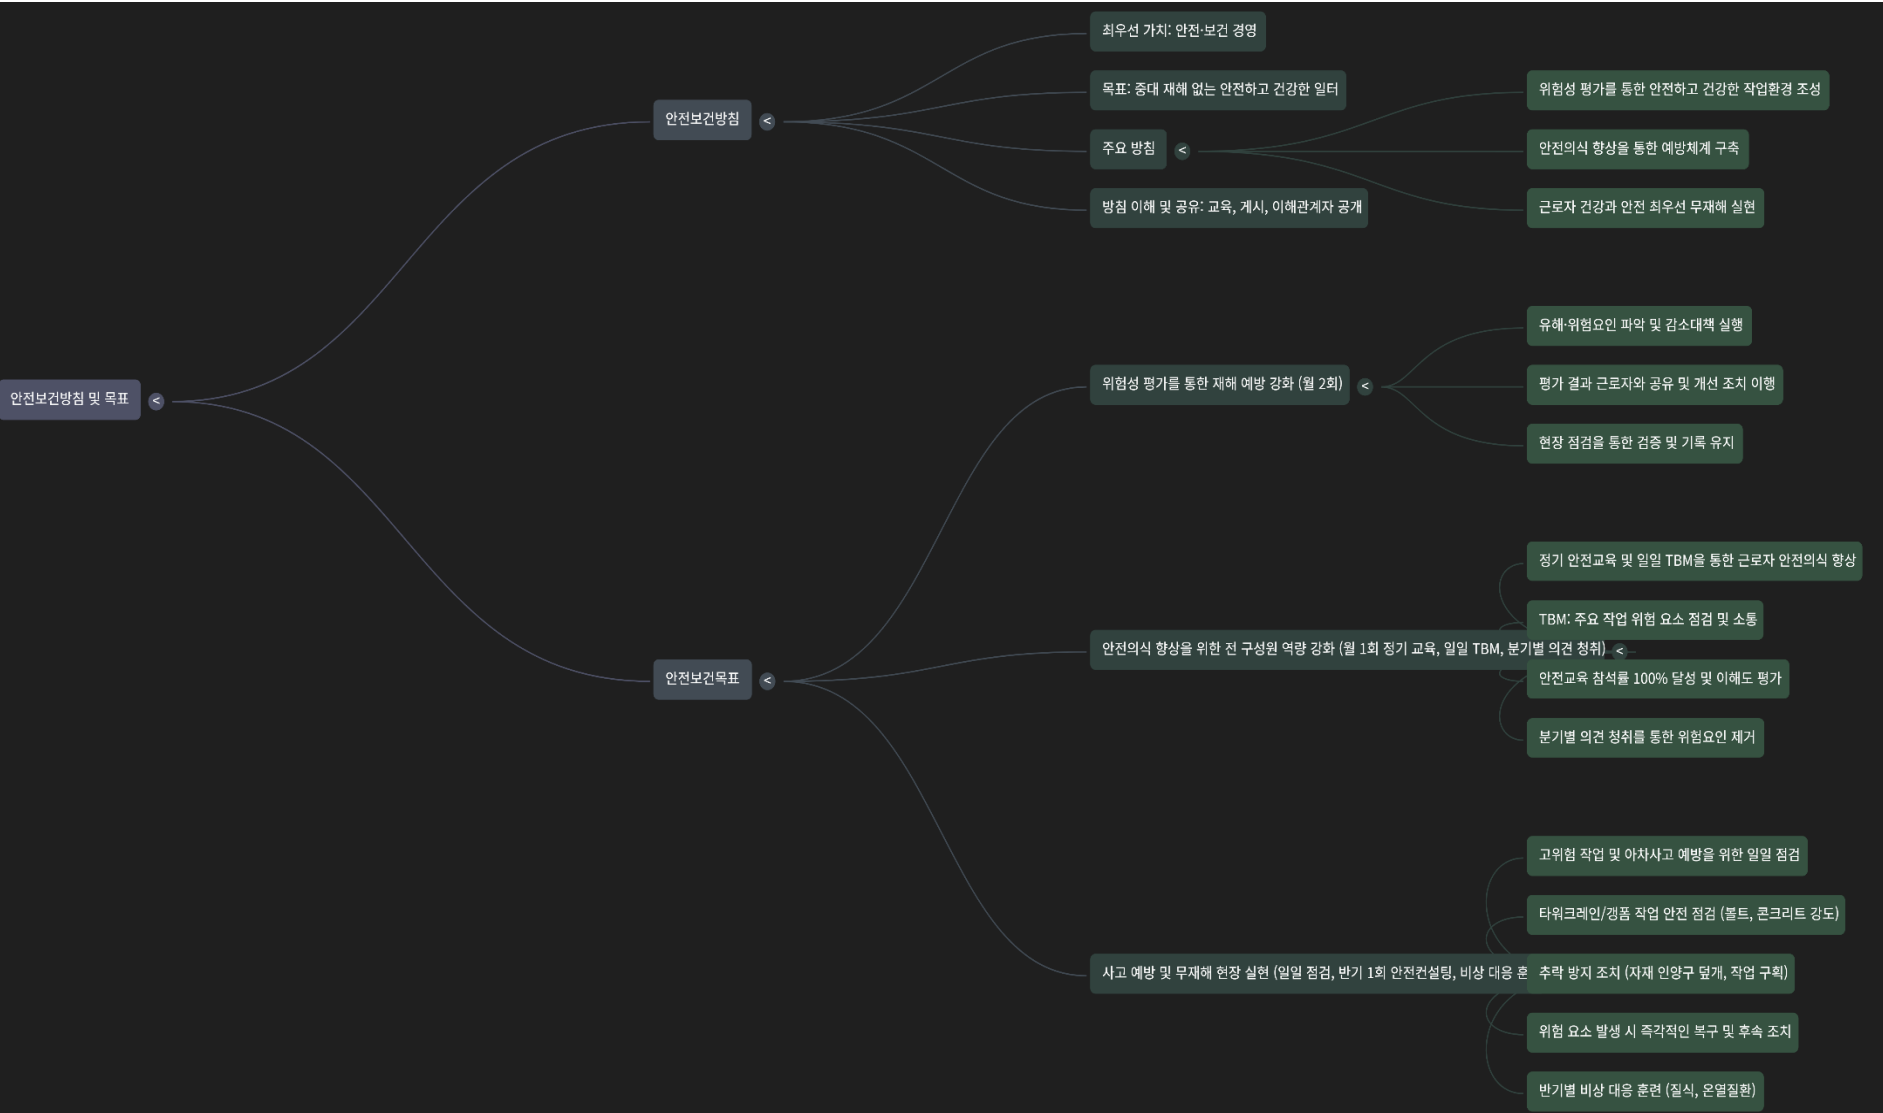 안전보건방침 및 목표
<
안전보건방침
<
최우선 가치: 안전·보건 경영
목표: 중대 재해 없는 안전하고 건강한 일터
주요 방침
<
위험성 평가를 통한 안전하고 건강한 작업환경 조성
안전의식 향상을 통한 예방체계 구축
근로자 건강과 안전 최우선 무재해 실현
방침 이해 및 공유: 교육, 게시, 이해관계자 공개
안전보건목표
<
위험성 평가를 통한 재해 예방 강화 (월 2회)
<
유해·위험요인 파악 및 감소대책 실행
평가 결과 근로자와 공유 및 개선 조치 이행
현장 점검을 통한 검증 및 기록 유지
안전의식 향상을 위한 전 구성원 역량 강화 (월 1회 정기 교육, 일일 TBM, 분기별 의견 청취)
<
정기 안전교육 및 일일 TBM을 통한 근로자 안전의식 향상
TBM: 주요 작업 위험 요소 점검 및 소통
안전교육 참석률 100% 달성 및 이해도 평가
분기별 의견 청취를 통한 위험요인 제거
사고 예방 및 무재해 현장 실현 (일일 점검, 반기 1회 안전컨설팅, 비상 대응 훈
고위험 작업 및 아차사고 예방을 위한 일일 점검
타워크레인/갱폼 작업 안전 점검 (볼트, 콘크리트 강도)
추락 방지 조치 (자재 인양구 덮개, 작업 구획)
위험 요소 발생 시 즉각적인 복구 및 후속 조치
반기별 비상 대응 훈련 (질식, 온열질환)